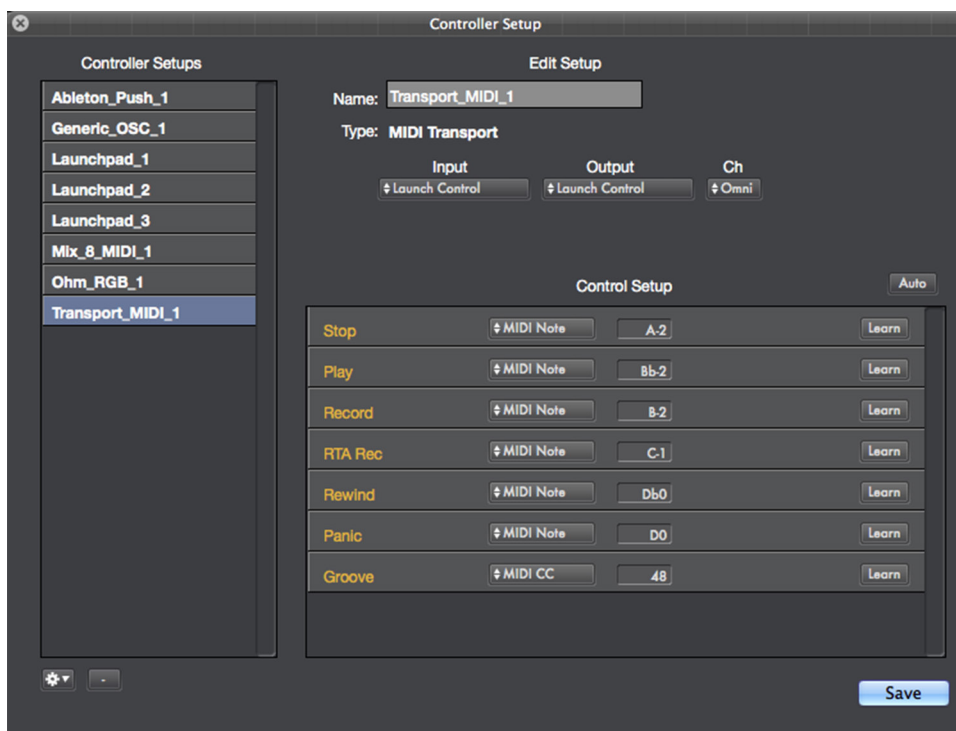 Controller Setup
Controller Setups
Ableton_Push_1
Generic_OSC_1
Launchpad_1
Launchpad_2
Launchpad_3
Mix_8_MIDI_1
Ohm_RGB_1
Transport_MIDI_1
Edit Setup
Name: Transport_MIDI_1
Type: MIDI Transport
Input Output Ch
Launch Control Launch Control Omni
Control Setup Auto
Stop MIDI Note A-2 Learn
Play MIDI Note Bb-2 Learn
Record MIDI Note B-2 Learn
RTA Rec MIDI Note C-1 Learn
Rewind MIDI Note Db0 Learn
Panic MIDI Note D0 Learn
Groove MIDI CC 48 Learn
-
Save